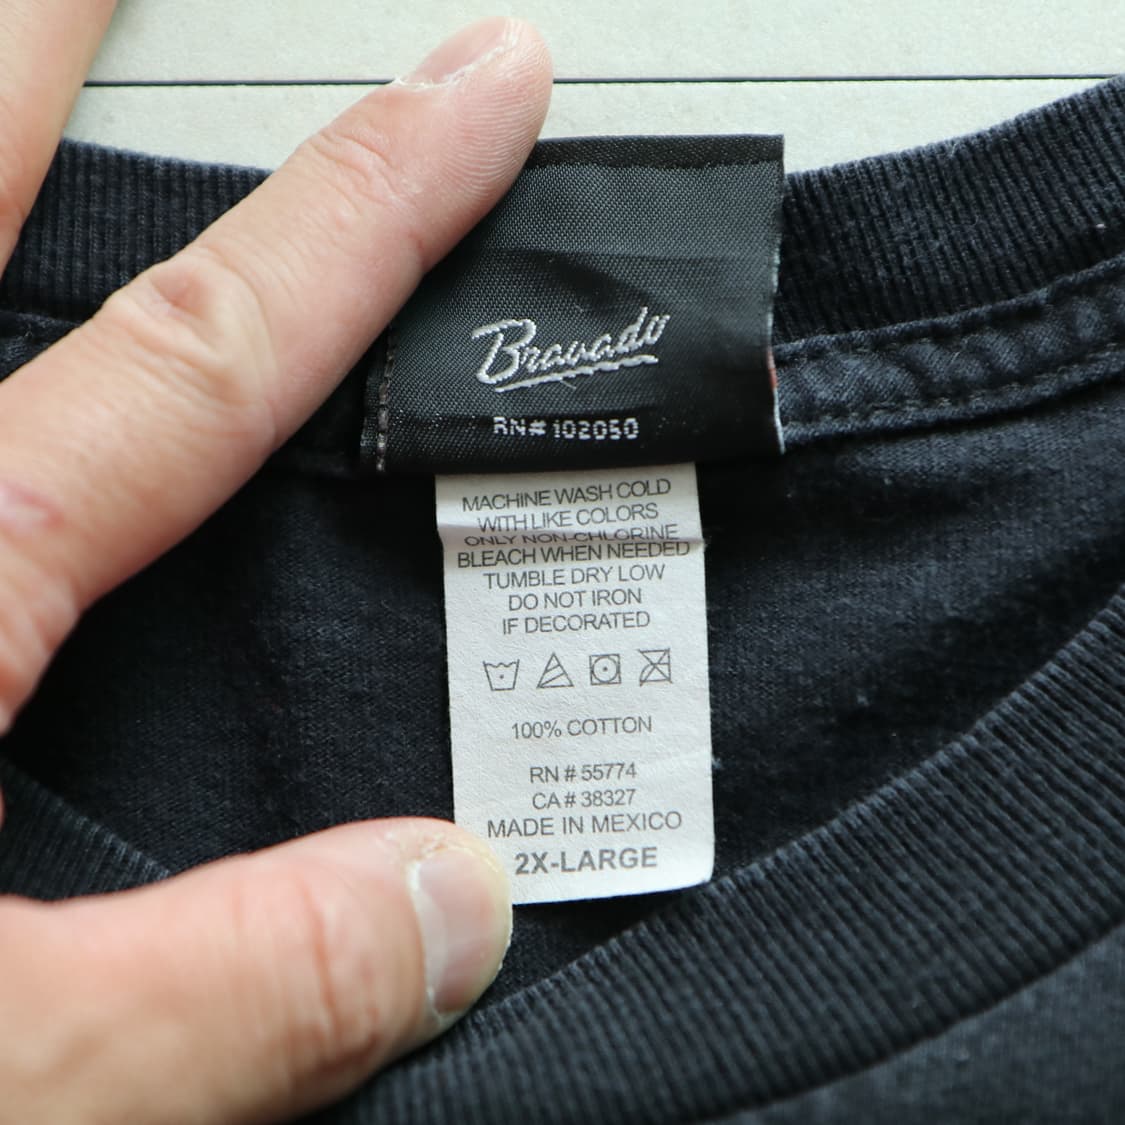 Bravado
RN# 102050
MACHINE WASH COLD
WITH LIKE COLORS
ONLY NON-CHLORINE
BLEACH WHEN NEEDED
TUMBLE DRY LOW
DO NOT IRON
IF DECORATED
100% COTTON
RN # 55774
CA # 38327
MADE IN MEXICO
2X-LARGE